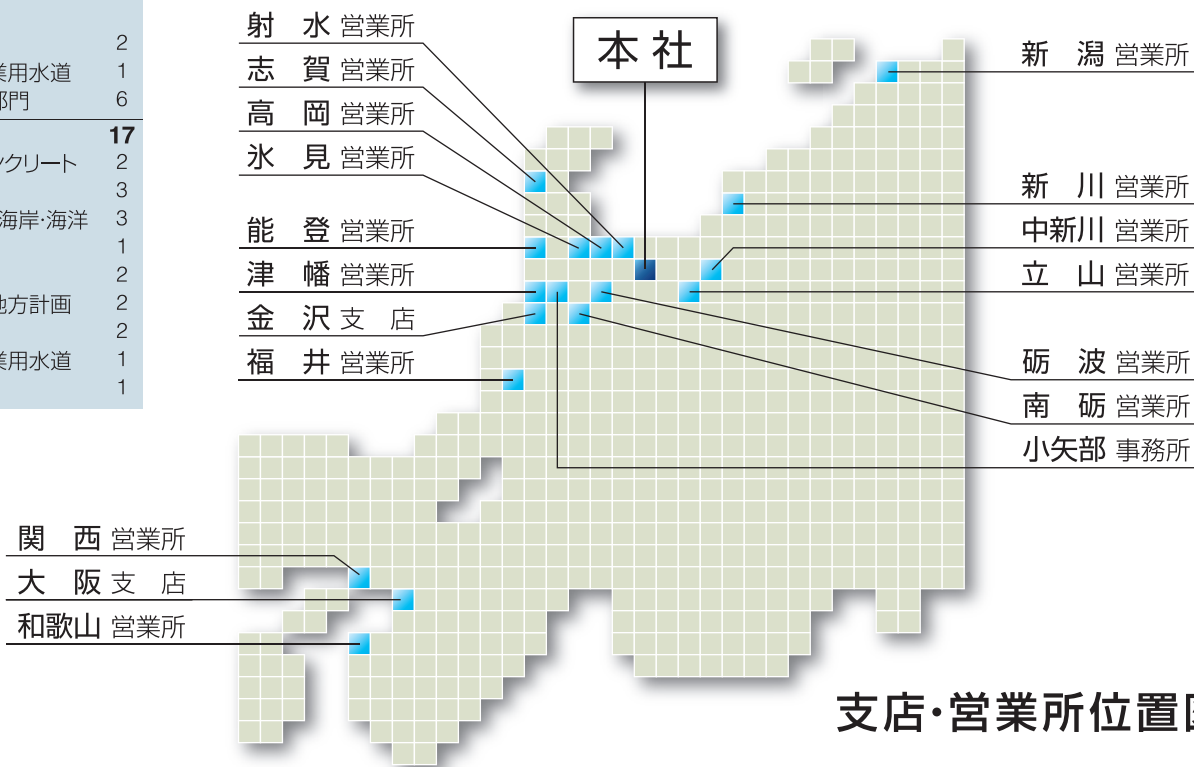 2
業用水道 1
部門 6
17
ンクリート 2
3
海岸・海洋 3
1
2
地方計画 2
2
業用水道 1
1
射 水 営業所
志 賀 営業所
高 岡 営業所
氷 見 営業所
能 登 営業所
津 幡 営業所
金 沢 支 店
福 井 営業所
本 社
新 潟 営業所
新 川 営業所
中新川 営業所
立 山 営業所
砺 波 営業所
南 砺 営業所
小矢部 事務所
関 西 営業所
大 阪 支 店
和歌山 営業所
支店・営業所位置図